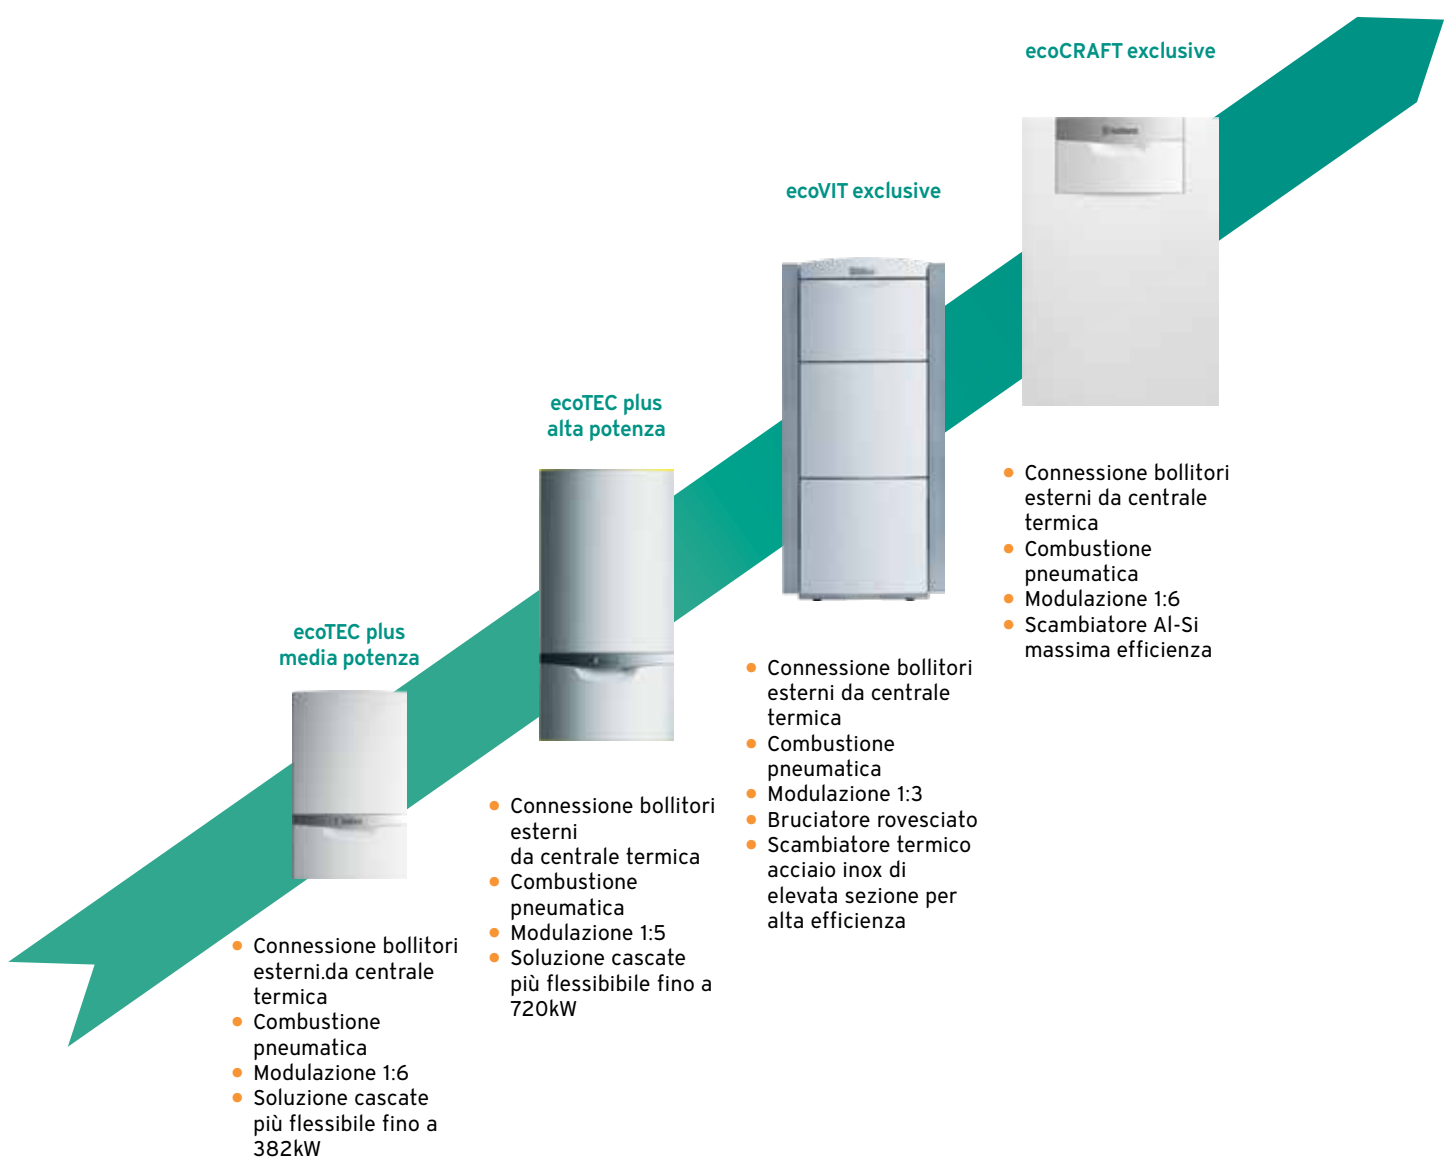 ecoCRAFT exclusive
ecoVIT exclusive
ecoTEC plus
alta potenza
ecoTEC plus
media potenza
Connessione bollitori
esterni da centrale
termica
Combustione
pneumatica
Modulazione 1:6
Scambiatore Al-Si
massima efficienza
Connessione bollitori
esterni da centrale
termica
Combustione
pneumatica
Modulazione 1:3
Bruciatore rovesciato
Scambiatore termico
acciaio inox di
elevata sezione per
alta efficienza
Connessione bollitori
esterni
da centrale termica
Combustione
pneumatica
Modulazione 1:5
Soluzione cascate
più flessibibile fino a
720kW
Connessione bollitori
esterni.da centrale
termica
Combustione
pneumatica
Modulazione 1:6
Soluzione cascate
più flessibile fino a
382kW